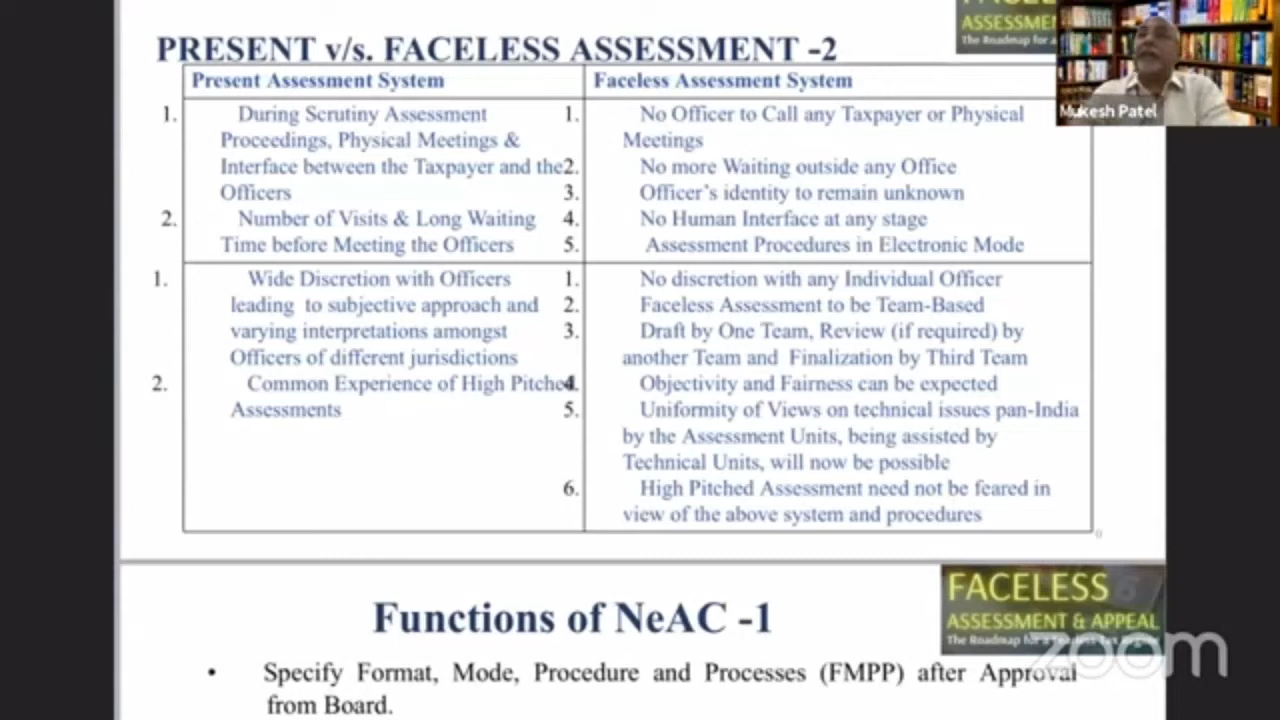 FACELESS
ASSESSMENT
The Roadmap for a
Mukesh Patel
PRESENT v/s. FACELESS ASSESSMENT -2
Present Assessment System
1. During Scrutiny Assessment
Proceedings, Physical Meetings &
Interface between the Taxpayer and the
Officers
2. Number of Visits & Long Waiting
Time before Meeting the Officers
Faceless Assessment System
1. No Officer to Call any Taxpayer or Physical
Meetings
2. No more Waiting outside any Office
3. Officer's identity to remain unknown
4. No Human Interface at any stage
5. Assessment Procedures in Electronic Mode
1. Wide Discretion with Officers
leading to subjective approach and
varying interpretations amongst
Officers of different jurisdictions
2. Common Experience of High Pitched
Assessments
1. No discretion with any Individual Officer
2. Faceless Assessment to be Team-Based
3. Draft by One Team, Review (if required) by
another Team and Finalization by Third Team
4. Objectivity and Fairness can be expected
5. Uniformity of Views on technical issues pan-India
by the Assessment Units, being assisted by
Technical Units, will now be possible
6. High Pitched Assessment need not be feared in
view of the above system and procedures
0
Functions of NeAC -1
FACELESS
ASSESSMENT & APPEAL
The Roadmap for a
zoom
• Specify Format, Mode, Procedure and Processes (FMPP) after Approval
from Board.